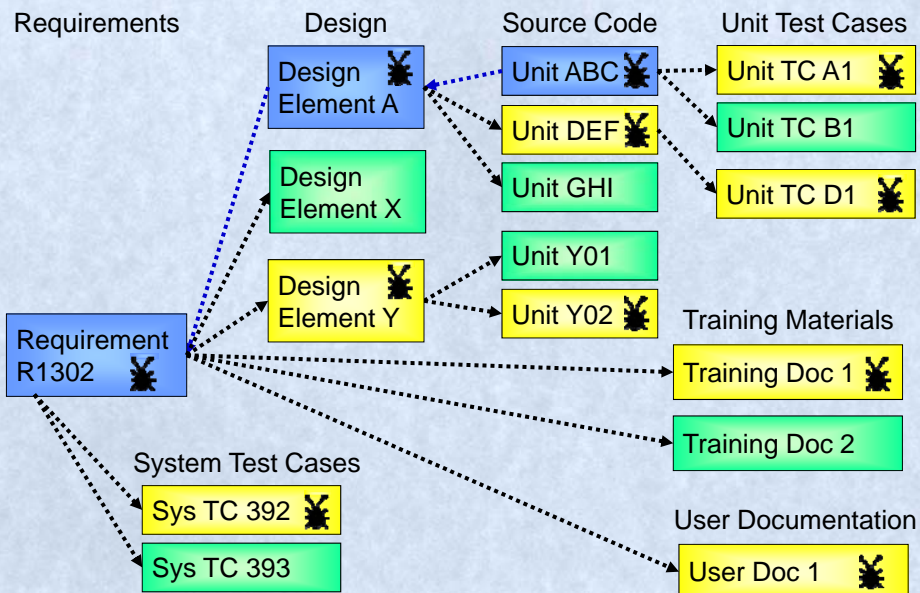 Requirements
Design
Source Code
Unit Test Cases
Design
Element A
Unit ABC
Unit TC A1
Unit DEF
Unit TC B1
Design
Element X
Unit GHI
Unit TC D1
Design
Element Y
Unit Y01
Unit Y02
Requirement
R1302
Training Materials
Training Doc 1
Training Doc 2
System Test Cases
Sys TC 392
Sys TC 393
User Documentation
User Doc 1